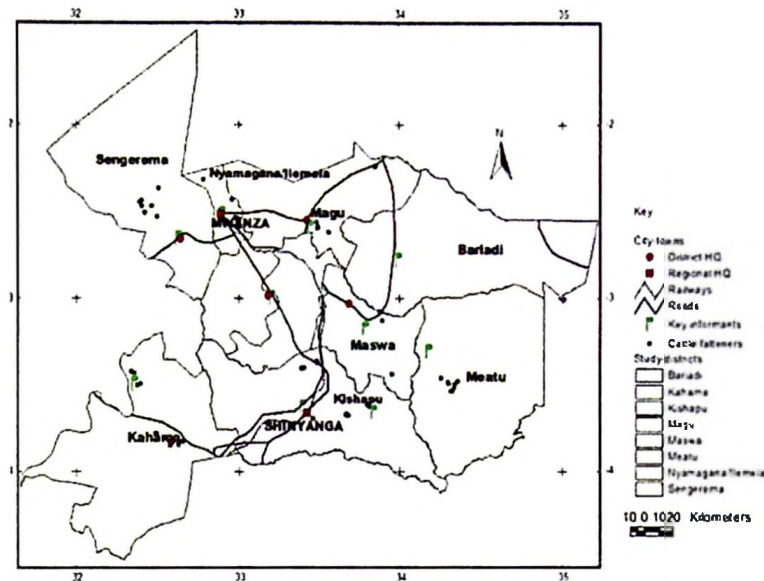 32 33 34 35
-2 -2
N
Sengerema
Nyamagana/Ilemela
MWANZA
Magu
Bariadi
-3
Maswa
Meatu
Kishapu
SHINYANGA
Kahama
-4
32 33 34 35
Key
City-towns
District HQ
Regional HQ
Railways
Roads
Key informants
Cattle fatteners
Study districts
Bariadi
Kahama
Kishapu
Magu
Maswa
Meatu
Nyamagana/Ilemela
Sengerema
10 0 10 20 Kilometers